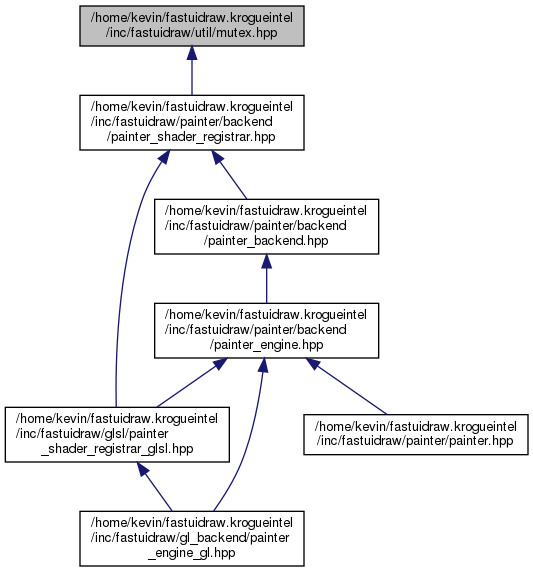 /home/kevin/fastuidraw.krogueintel
/inc/fastuidraw/util/mutex.hpp
/home/kevin/fastuidraw.krogueintel
/inc/fastuidraw/painter/backend
/painter_shader_registrar.hpp
/home/kevin/fastuidraw.krogueintel
/inc/fastuidraw/painter/backend
/painter_backend.hpp
/home/kevin/fastuidraw.krogueintel
/inc/fastuidraw/painter/backend
/painter_engine.hpp
/home/kevin/fastuidraw.krogueintel
/inc/fastuidraw/glsl/painter
_shader_registrar_glsl.hpp
/home/kevin/fastuidraw.krogueintel
/inc/fastuidraw/painter/painter.hpp
/home/kevin/fastuidraw.krogueintel
/inc/fastuidraw/gl_backend/painter
_engine_gl.hpp